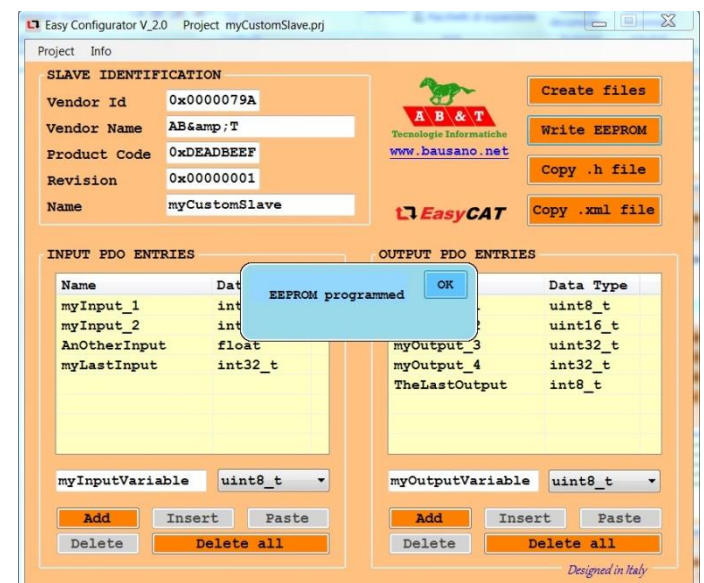 Easy Configurator V_2.0 Project myCustomSlave.prj
Project Info
SLAVE IDENTIFICATION
Vendor Id 0x0000079A
Vendor Name AB&amp;T
Product Code 0xDEADBEEF
Revision 0x00000001
Name myCustomSlave
A B & T
Tecnologie Informatiche
www.bausano.net
EasyCAT
Create files
Write EEPROM
Copy .h file
Copy .xml file
INPUT PDO ENTRIES
Name
myInput_1 int
myInput_2 int
AnOtherInput float
myLastInput int32_t
EEPROM programmed OK
OUTPUT PDO ENTRIES
Data Type
uint8_t
uint16_t
myOutput_3 uint32_t
myOutput_4 int32_t
TheLastOutput int8_t
myInputVariable uint8_t
Add Insert Paste
Delete Delete all
myOutputVariable uint8_t
Add Insert Paste
Delete Delete all
Designed in Italy